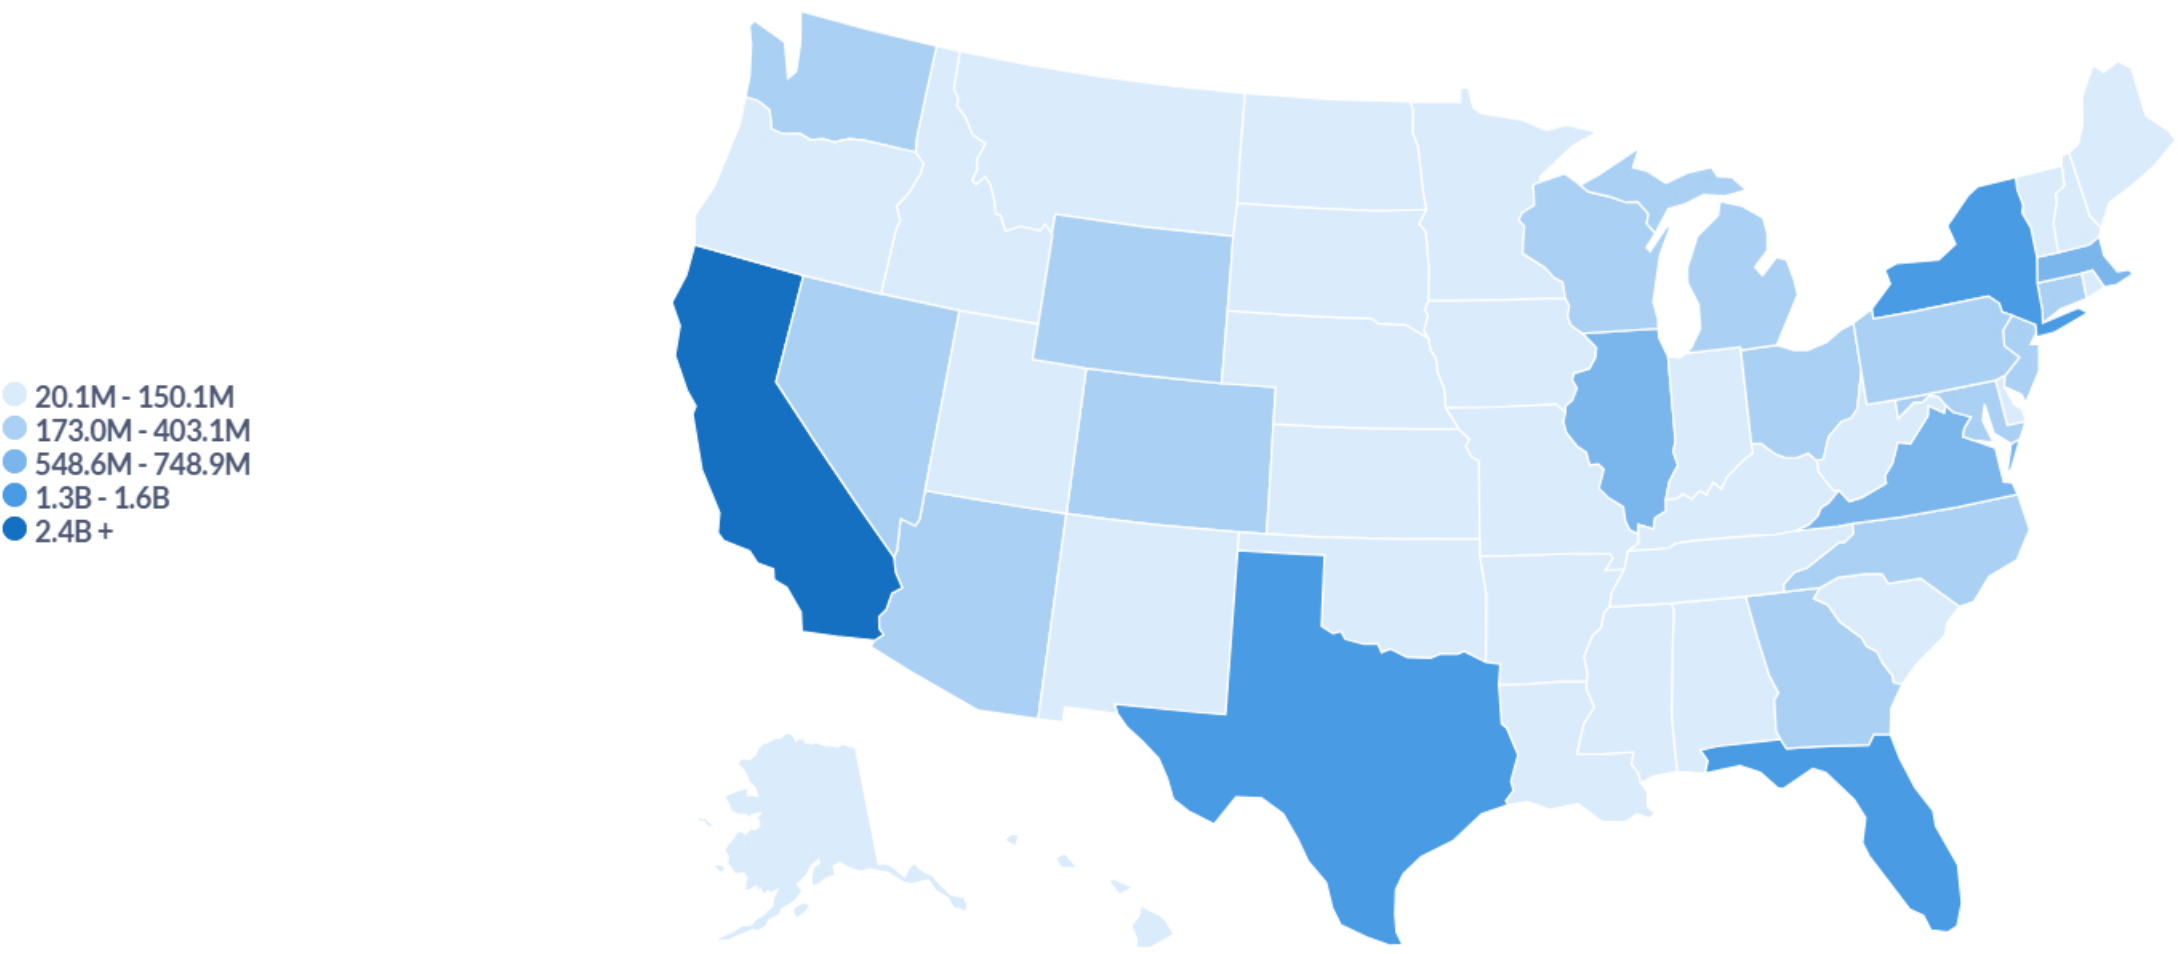 20.1M - 150.1M
173.0M - 403.1M
548.6M - 748.9M
1.3B - 1.6B
2.4B +